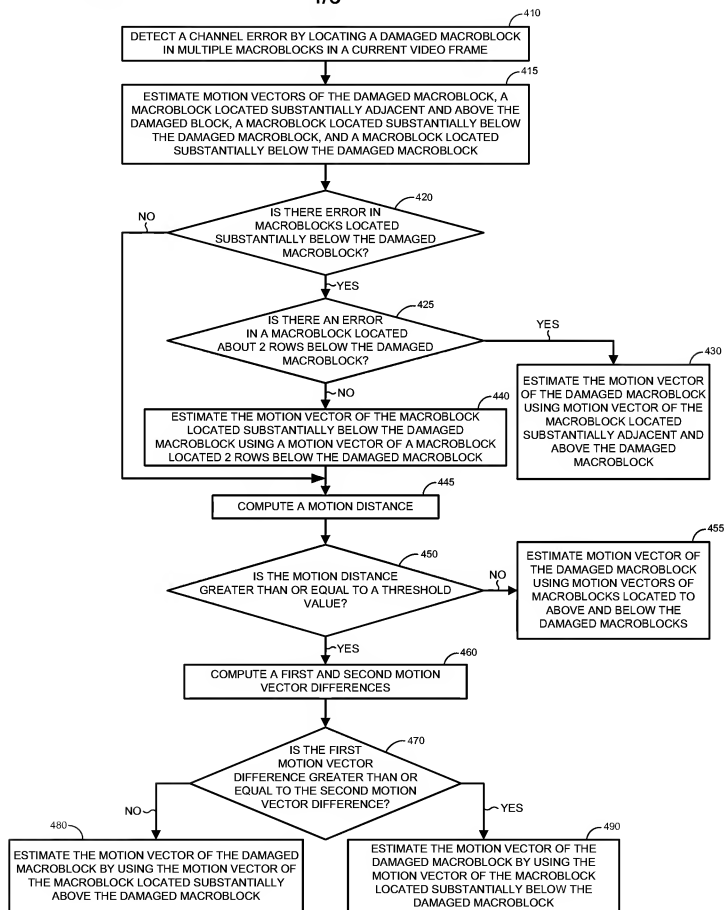 410
DETECT A CHANNEL ERROR BY LOCATING A DAMAGED MACROBLOCK
IN MULTIPLE MACROBLOCKS IN A CURRENT VIDEO FRAME
415
ESTIMATE MOTION VECTORS OF THE DAMAGED MACROBLOCK, A
MACROBLOCK LOCATED SUBSTANTIALLY ADJACENT AND ABOVE THE
DAMAGED BLOCK, A MACROBLOCK LOCATED SUBSTANTIALLY BELOW
THE DAMAGED MACROBLOCK, AND A MACROBLOCK LOCATED
SUBSTANTIALLY BELOW THE DAMAGED MACROBLOCK
420
IS THERE ERROR IN
MACROBLOCKS LOCATED
SUBSTANTIALLY BELOW THE DAMAGED
MACROBLOCK?
NO
YES
425
IS THERE AN ERROR
IN A MACROBLOCK LOCATED
ABOUT 2 ROWS BELOW THE DAMAGED
MACROBLOCK?
YES
430
ESTIMATE THE MOTION VECTOR
OF THE DAMAGED MACROBLOCK
USING MOTION VECTOR OF THE
MACROBLOCK LOCATED
SUBSTANTIALLY ADJACENT AND
ABOVE THE DAMAGED
MACROBLOCK
NO
440
ESTIMATE THE MOTION VECTOR OF THE MACROBLOCK
LOCATED SUBSTANTIALLY BELOW THE DAMAGED
MACROBLOCK USING A MOTION VECTOR OF A MACROBLOCK
LOCATED 2 ROWS BELOW THE DAMAGED MACROBLOCK
445
COMPUTE A MOTION DISTANCE
450
IS THE MOTION DISTANCE
GREATER THAN OR EQUAL TO A THRESHOLD
VALUE?
NO
455
ESTIMATE MOTION VECTOR OF
THE DAMAGED MACROBLOCK
USING MOTION VECTORS OF
MACROBLOCKS LOCATED TO
ABOVE AND BELOW THE
DAMAGED MACROBLOCKS
YES
460
COMPUTE A FIRST AND SECOND MOTION
VECTOR DIFFERENCES
470
IS THE FIRST
MOTION VECTOR
DIFFERENCE GREATER THAN OR
EQUAL TO THE SECOND MOTION
VECTOR DIFFERENCE?
NO
YES
480
ESTIMATE THE MOTION VECTOR OF THE DAMAGED
MACROBLOCK BY USING THE MOTION VECTOR OF
THE MACROBLOCK LOCATED SUBSTANTIALLY
ABOVE THE DAMAGED MACROBLOCK
490
ESTIMATE THE MOTION VECTOR OF THE
DAMAGED MACROBLOCK BY USING THE
MOTION VECTOR OF THE MACROBLOCK
LOCATED SUBSTANTIALLY BELOW THE
DAMAGED MACROBLOCK